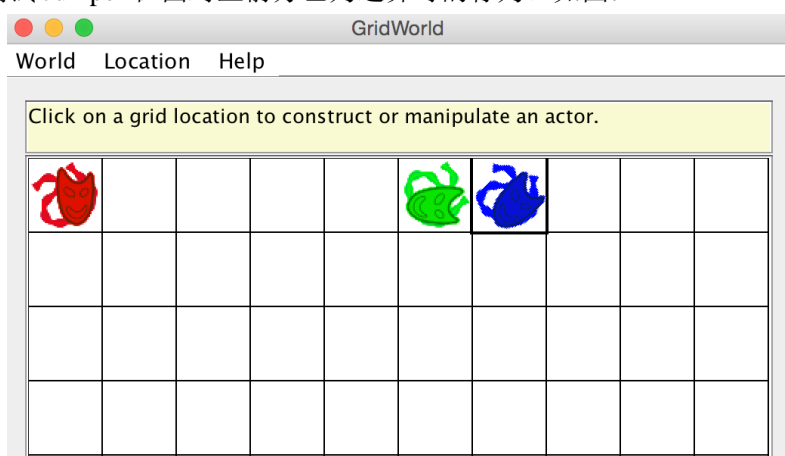 GridWorld
World Location Help
Click on a grid location to construct or manipulate an actor.